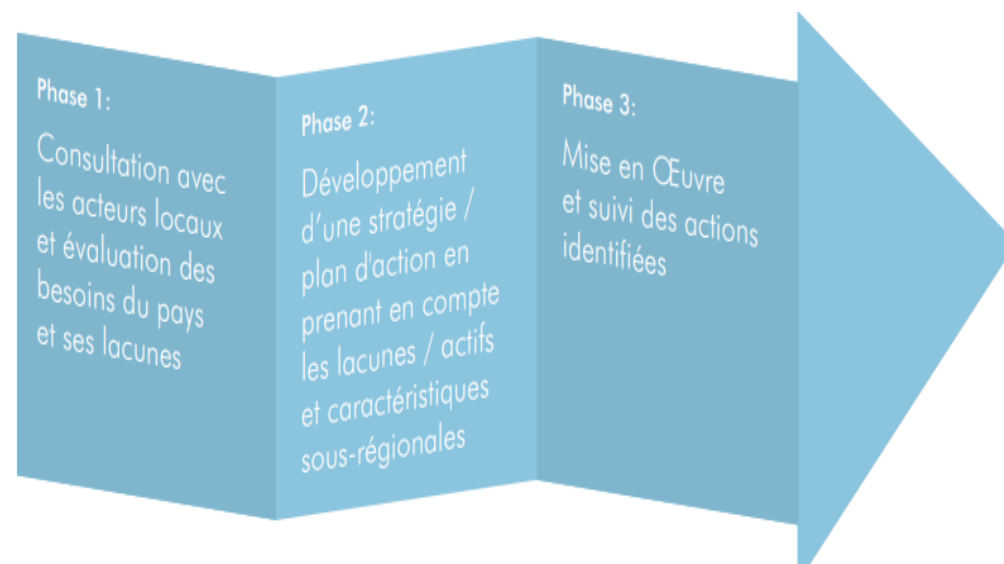 Phase 1:
Consultation avec
les acteurs locaux
et évaluation des
besoins du pays
et ses lacunes
Phase 2:
Développement
d’une stratégie /
plan d'action en
prenant en compte
les lacunes / actifs
et caractéristiques
sous-régionales
Phase 3:
Mise en Œuvre
et suivi des actions
identifiées